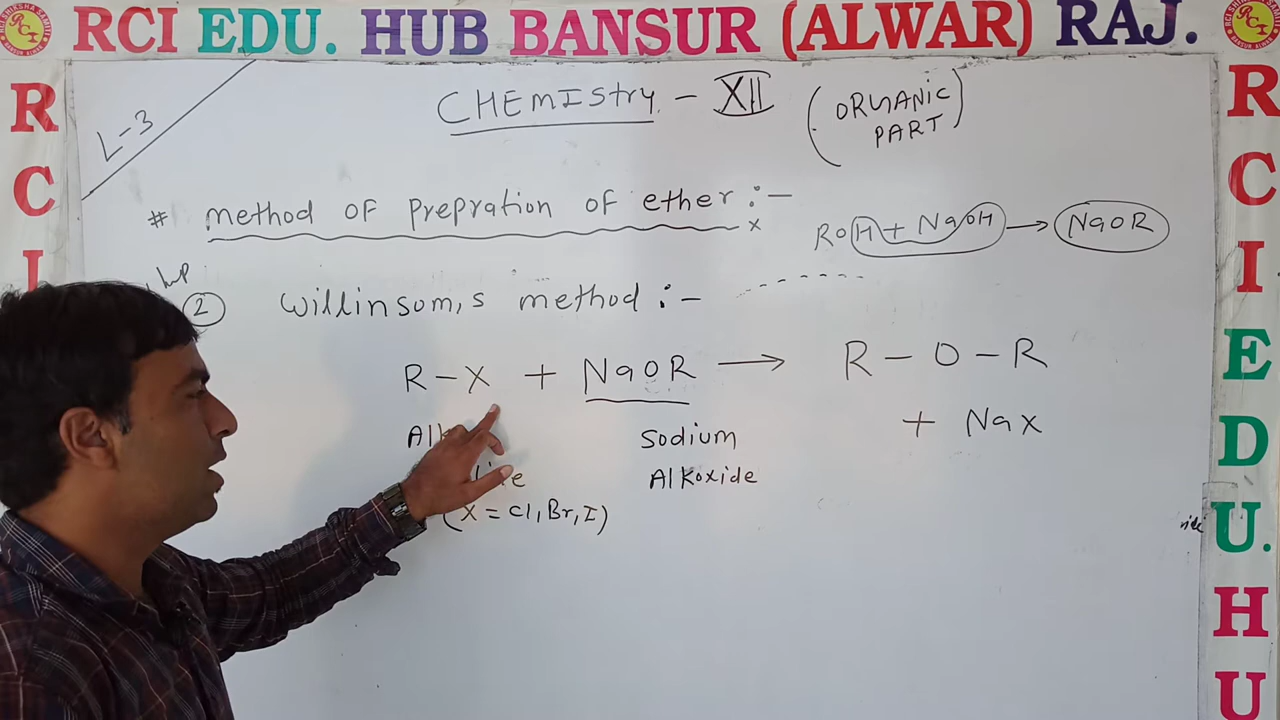 RCI EDU. HUB BANSUR (ALWAR) RAJ.
R
C
I
R
C
I
E
D
U.
H
U
L-3
CHEMIStry - XII
(ORGANIC
PART)
# method OF prepration of ether :-
x
ROH + NaOH → NaOR
Imp
② Willinsom,s method :-
R - X + NaOR → R - O - R
+ Nax
Sodium
Alkoxide
(X = Cl, Br, I)